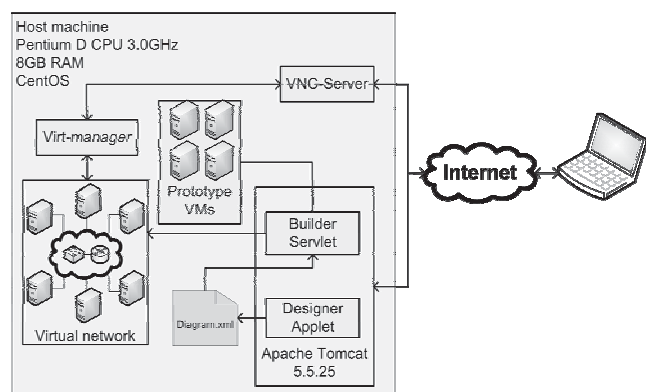 Host machine
Pentium D CPU 3.0GHz
8GB RAM
CentOS
VNC-Server
Virt-manager
Prototype
VMs
Internet
Builder
Servlet
Designer
Applet
Diagram.xml
Virtual network
Apache Tomcat
5.5.25